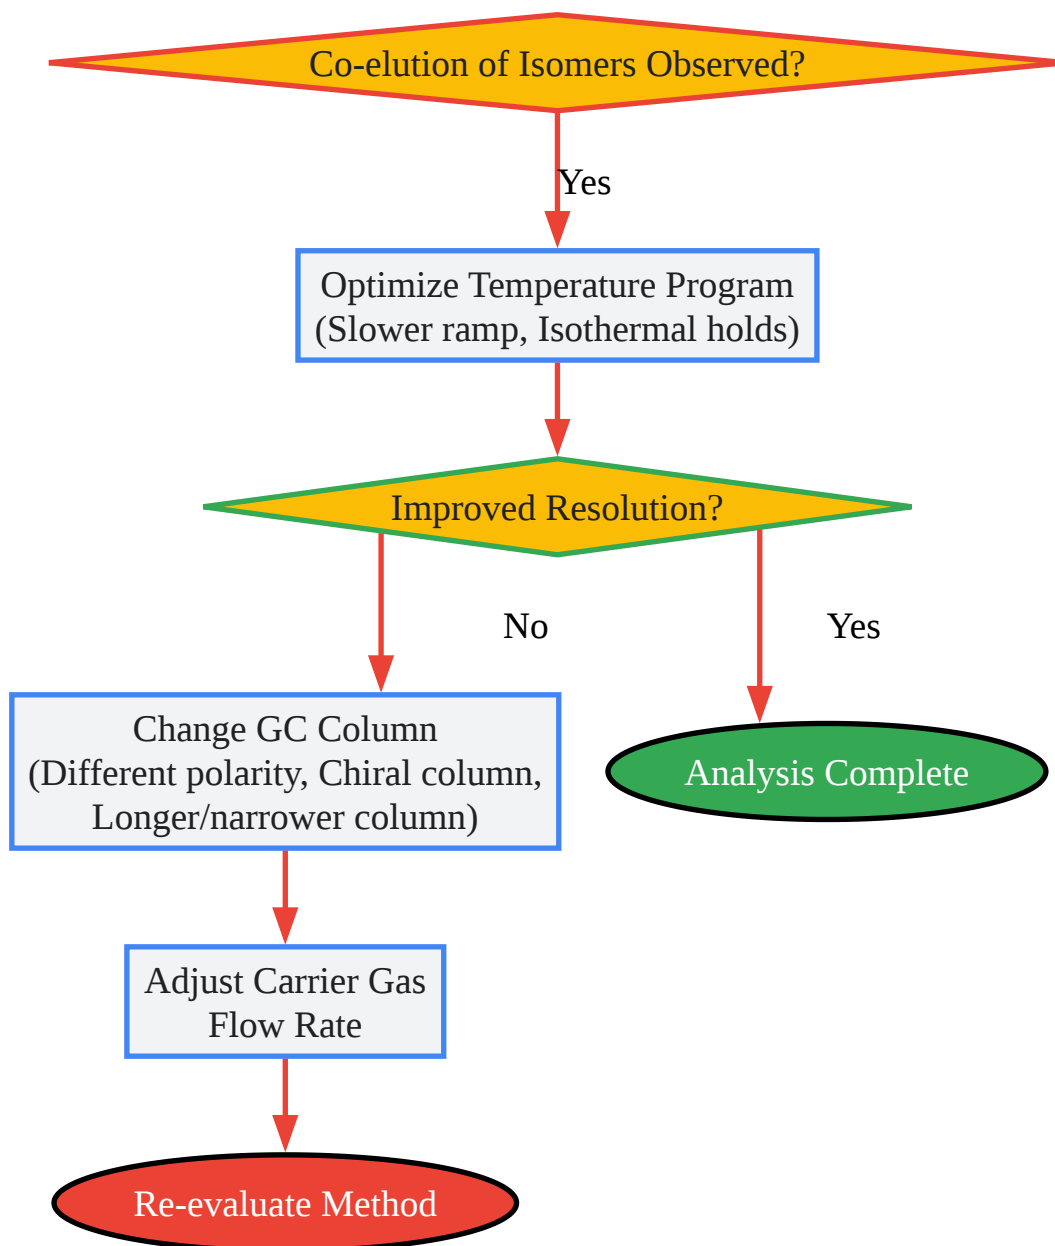 Co-elution of Isomers Observed?
Yes
Optimize Temperature Program
(Slower ramp, Isothermal holds)
Improved Resolution?
No
Yes
Change GC Column
(Different polarity, Chiral column,
Longer/narrower column)
Analysis Complete
Adjust Carrier Gas
Flow Rate
Re-evaluate Method